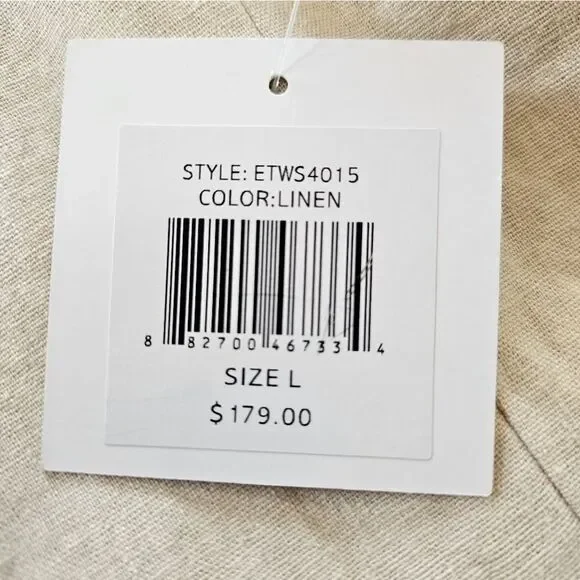 STYLE: ETWS4015
COLOR:LINEN
8 82700 46733 4
SIZE L
$179.00